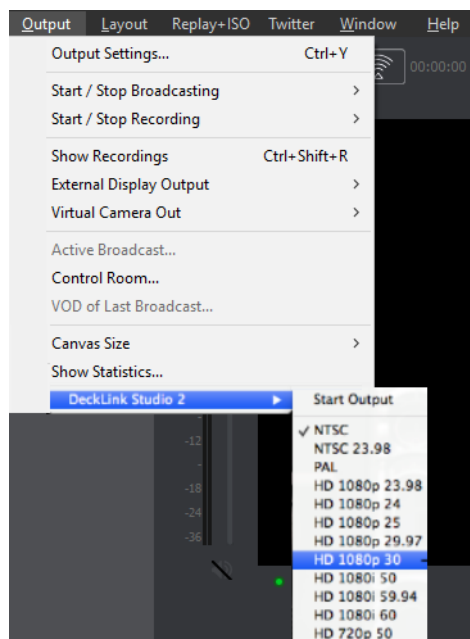 Output Layout Replay+ISO Twitter Window Help
Output Settings... Ctrl+Y
00:00:00
Start / Stop Broadcasting
Start / Stop Recording
Show Recordings Ctrl+Shift+R
External Display Output
Virtual Camera Out
Active Broadcast...
Control Room...
VOD of Last Broadcast...
Canvas Size
Show Statistics...
DeckLink Studio 2
Start Output
NTSC
NTSC 23.98
PAL
HD 1080p 23.98
HD 1080p 24
HD 1080p 25
HD 1080p 29.97
HD 1080p 30
HD 1080i 50
HD 1080i 59.94
HD 1080i 60
HD 720p 50
-12
-18
-24
-36